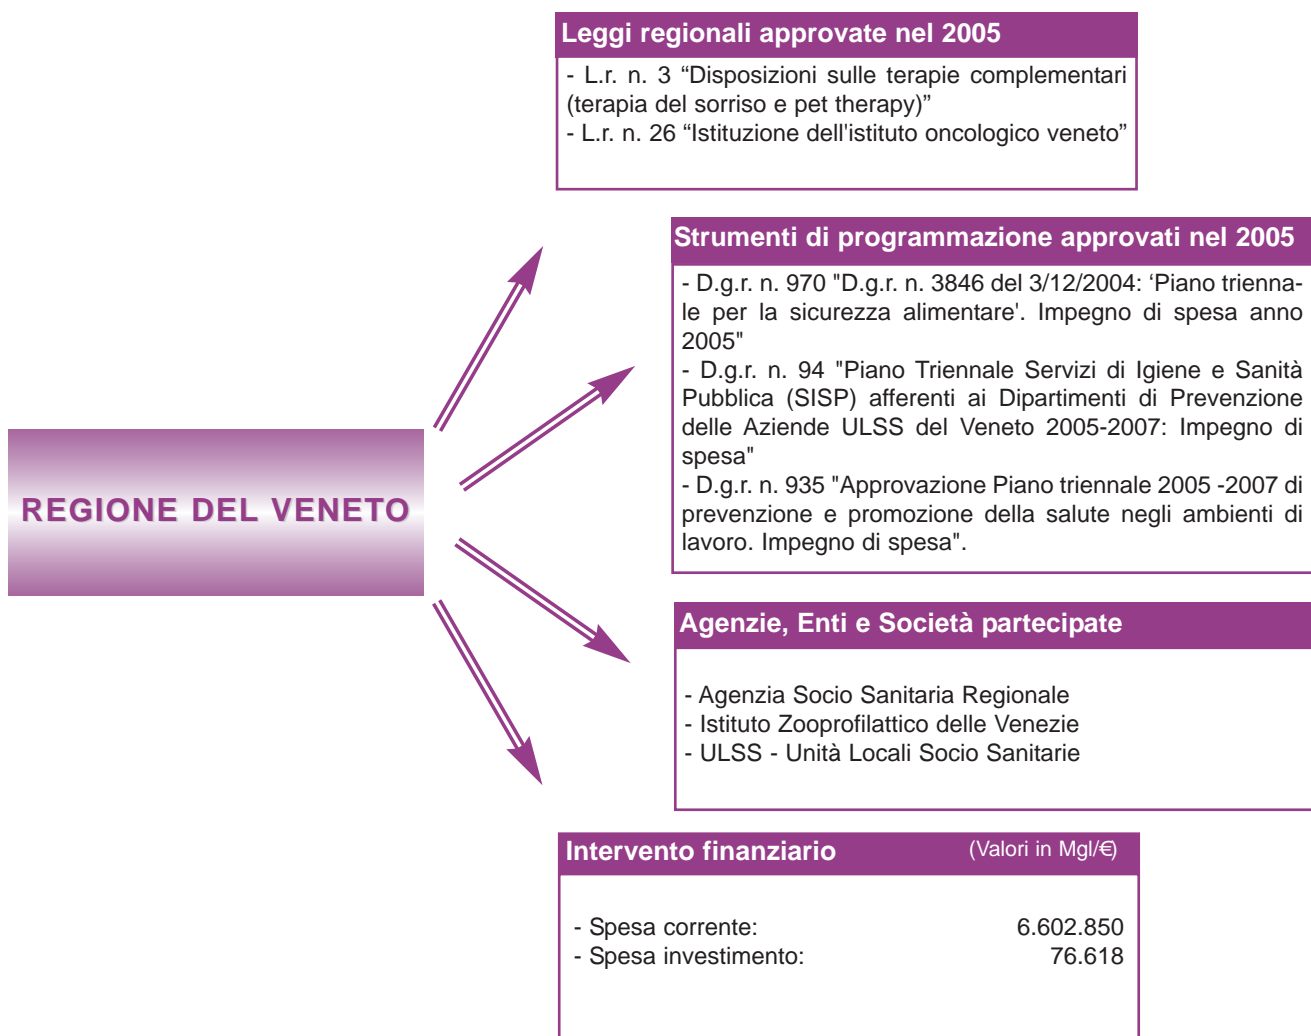 Leggi regionali approvate nel 2005
- L.r. n. 3 “Disposizioni sulle terapie complementari
(terapia del sorriso e pet therapy)”
- L.r. n. 26 “Istituzione dell'istituto oncologico veneto”
Strumenti di programmazione approvati nel 2005
- D.g.r. n. 970 "D.g.r. n. 3846 del 3/12/2004: ‘Piano trienna-
le per la sicurezza alimentare'. Impegno di spesa anno
2005"
- D.g.r. n. 94 "Piano Triennale Servizi di Igiene e Sanità
Pubblica (SISP) afferenti ai Dipartimenti di Prevenzione
delle Aziende ULSS del Veneto 2005-2007: Impegno di
spesa"
- D.g.r. n. 935 "Approvazione Piano triennale 2005 -2007 di
prevenzione e promozione della salute negli ambienti di
lavoro. Impegno di spesa".
REGIONE DEL VENETO
Agenzie, Enti e Società partecipate
- Agenzia Socio Sanitaria Regionale
- Istituto Zooprofilattico delle Venezie
- ULSS - Unità Locali Socio Sanitarie
Intervento finanziario (Valori in Mgl/€)
- Spesa corrente: 6.602.850
- Spesa investimento: 76.618